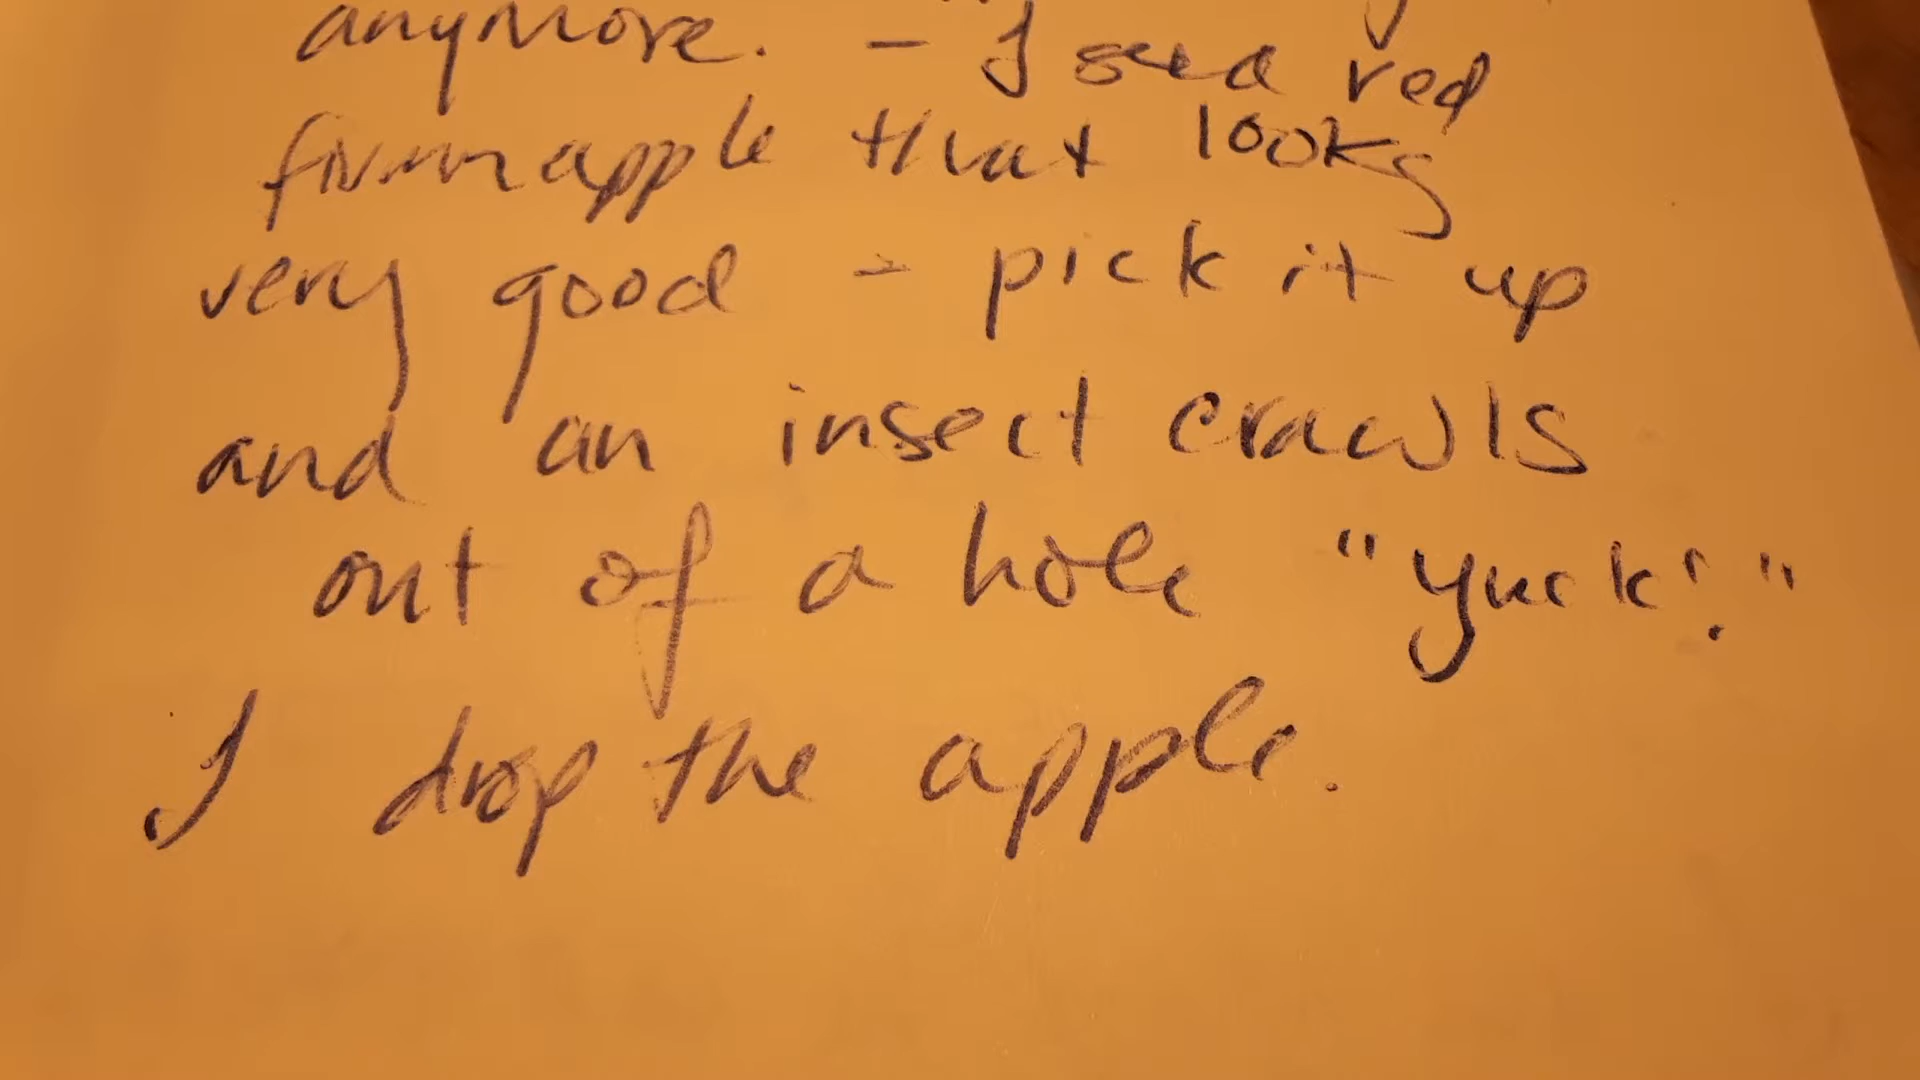 anymore. - I see a red
firm apple that looks
very good - pick it up
and an insect crawls
out of a hole "yuck!"
I drop the apple.